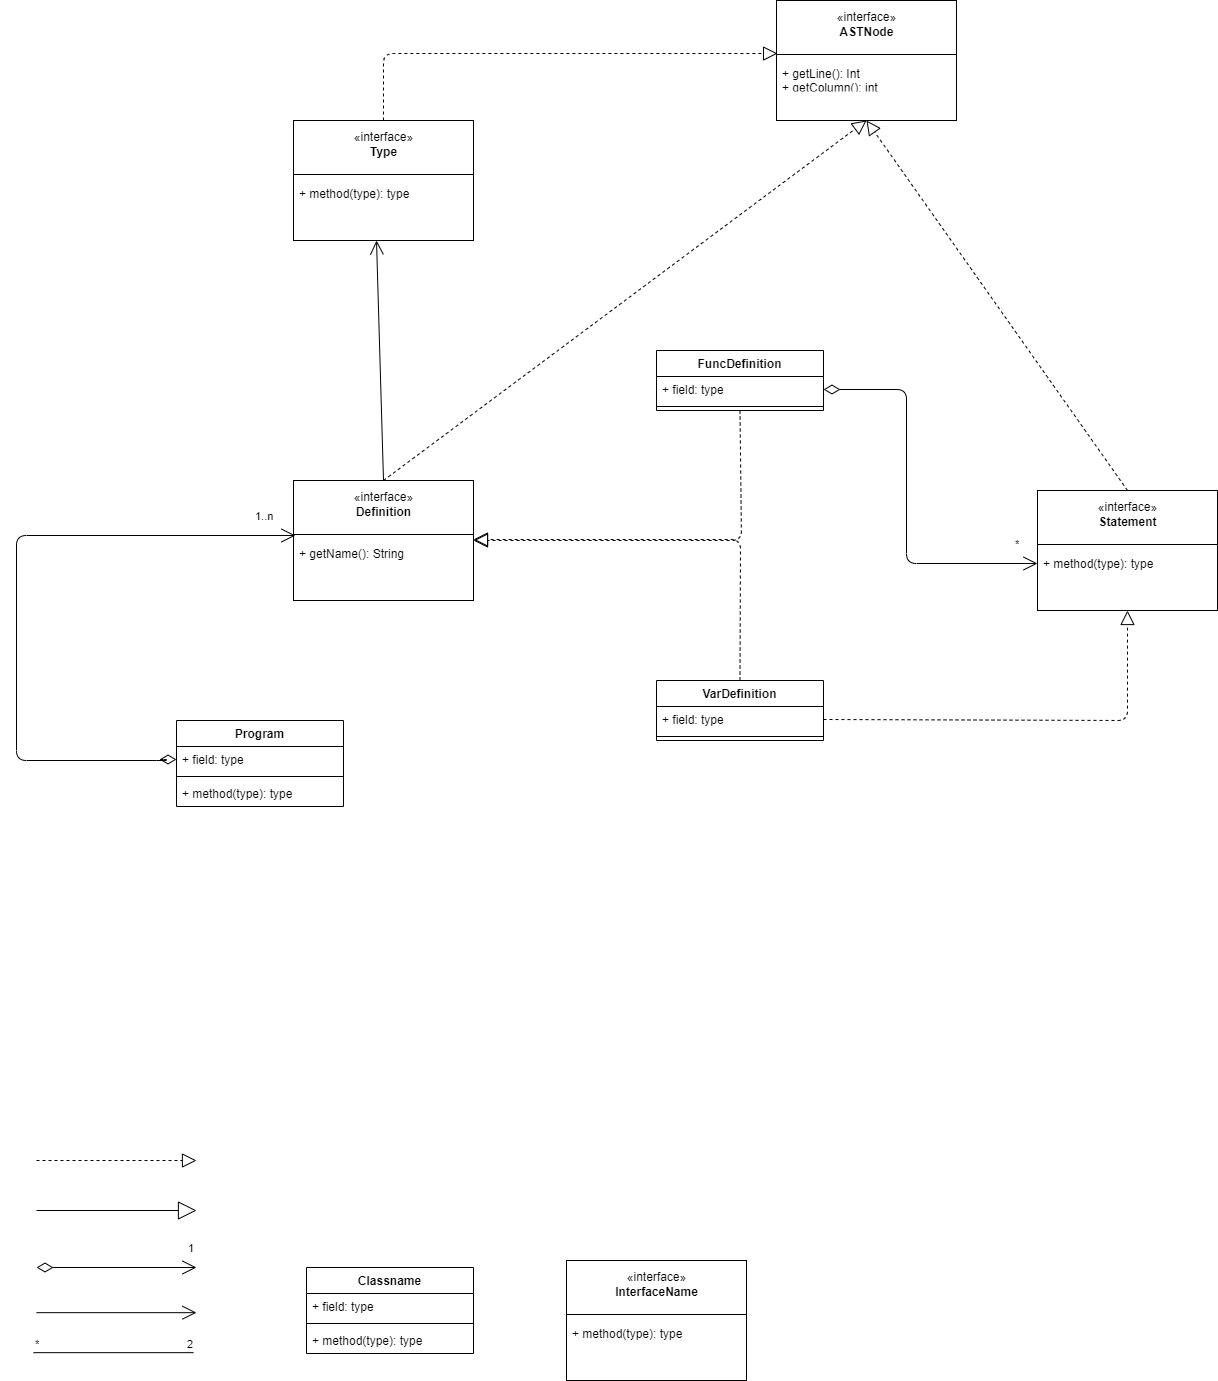 «interface»
ASTNode
+ getLine(): Int
+ getColumn(): int
«interface»
Type
+ method(type): type
FuncDefinition
+ field: type
«interface»
Definition
+ getName(): String
1..n
«interface»
Statement
+ method(type): type
*
VarDefinition
+ field: type
Program
+ field: type
+ method(type): type
1
*
2
Classname
+ field: type
+ method(type): type
«interface»
InterfaceName
+ method(type): type